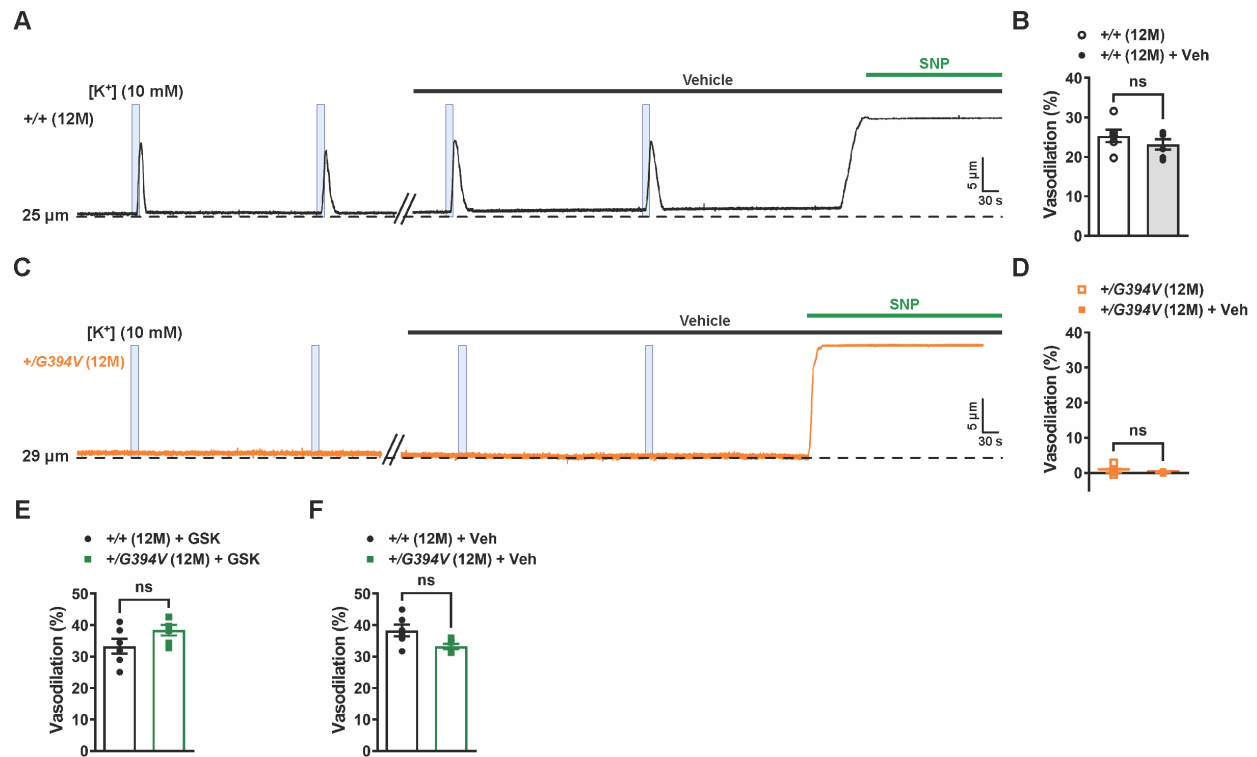 A
Vehicle
SNP
[K⁺] (10 mM)
+/+ (12M)
25 µm
5 µm
30 s
B
+/+ (12M)
+/+ (12M) + Veh
ns
Vasodilation (%)
40
30
20
10
0
C
Vehicle
SNP
[K⁺] (10 mM)
+/G394V (12M)
29 µm
5 µm
30 s
D
+/G394V (12M)
+/G394V (12M) + Veh
ns
Vasodilation (%)
40
30
20
10
0
E
+/+ (12M) + GSK
+/G394V (12M) + GSK
ns
Vasodilation (%)
50
40
30
20
10
0
F
+/+ (12M) + Veh
+/G394V (12M) + Veh
ns
Vasodilation (%)
50
40
30
20
10
0